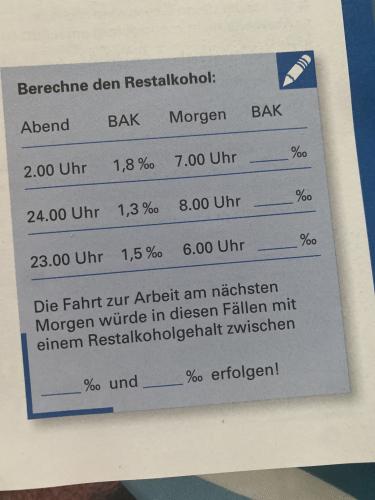 Berechne den Restalkohol:
Abend BAK Morgen BAK
2.00 Uhr 1,8 ‰ 7.00 Uhr ____ ‰
24.00 Uhr 1,3 ‰ 8.00 Uhr ____ ‰
23.00 Uhr 1,5 ‰ 6.00 Uhr ____ ‰
Die Fahrt zur Arbeit am nächsten
Morgen würde in diesen Fällen mit
einem Restalkoholgehalt zwischen
____ ‰ und ____ ‰ erfolgen!